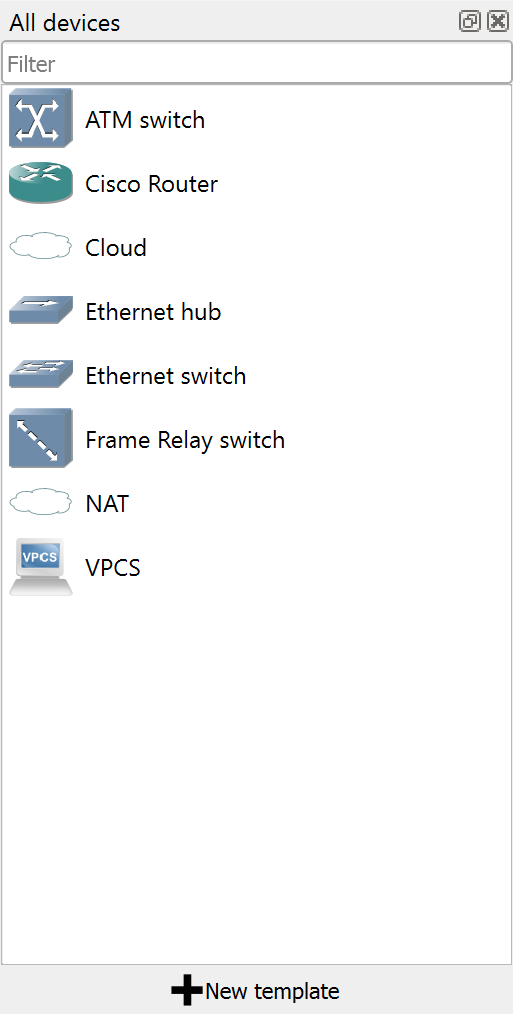 All devices
Filter
ATM switch
Cisco Router
Cloud
Ethernet hub
Ethernet switch
Frame Relay switch
NAT
VPCS
VPCS
New template